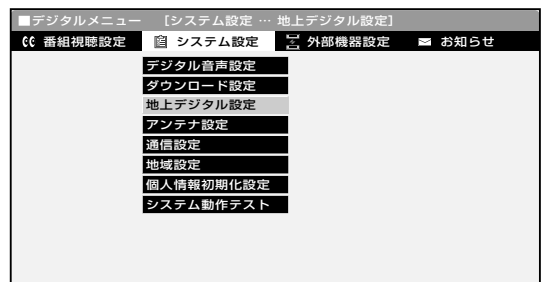 ■デジタルメニュー [システム設定 … 地上デジタル設定]
番組視聴設定 システム設定 外部機器設定 お知らせ
デジタル音声設定
ダウンロード設定
地上デジタル設定
アンテナ設定
通信設定
地域設定
個人情報初期化設定
システム動作テスト